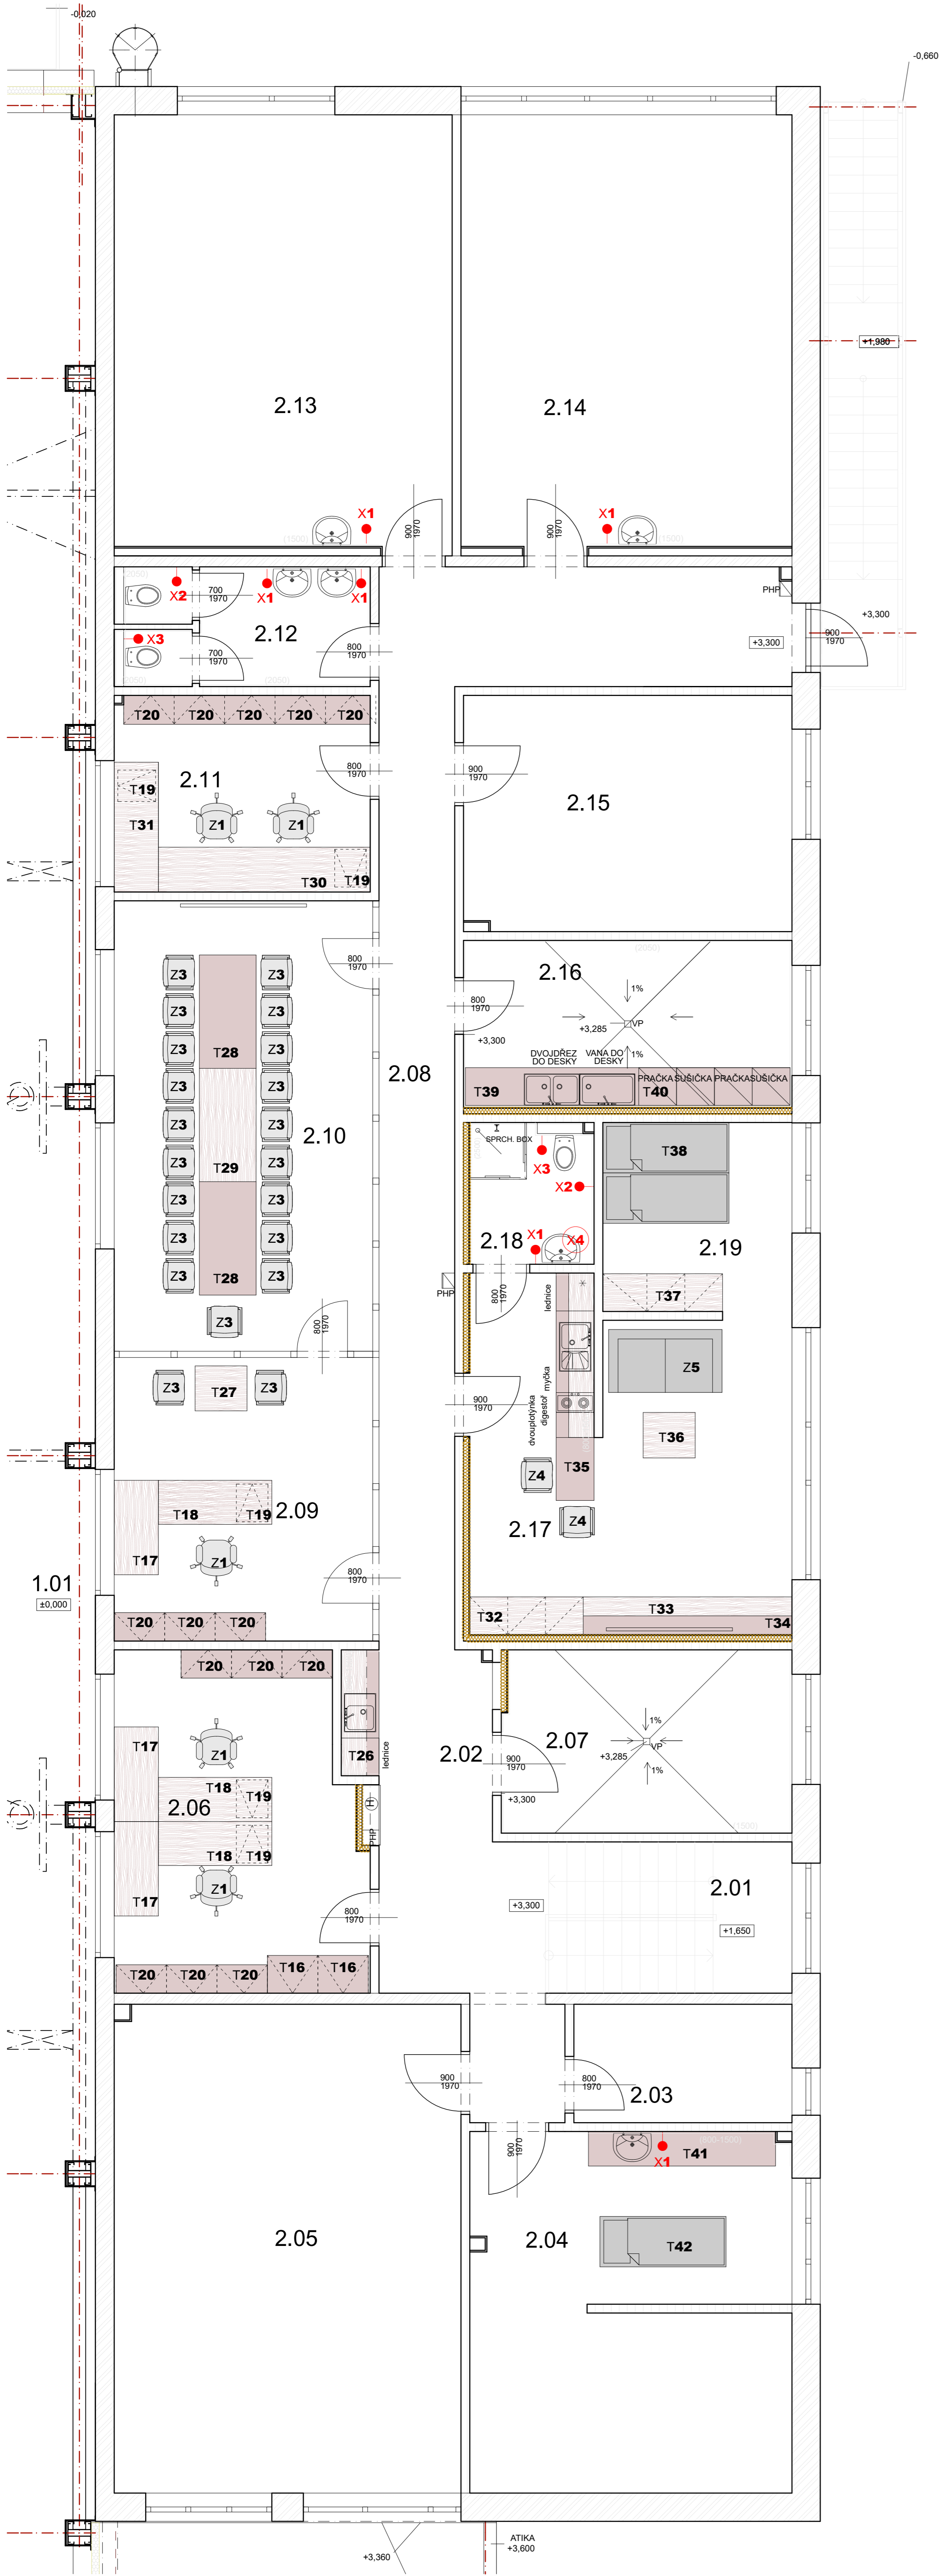 -0,020
-0,660
+1,980
2.13
2.14
X1
X1
(1500)
900
1970
900
1970
(1500)
(2050)
X2
X1
X1
700
1970
2.12
X3
700
1970
800
1970
(2050)
(2050)
PHP
+3,300
+3,300
900
1970
T20
T20
T20
T20
T20
2.11
800
1970
900
1970
2.15
T19
T31
Z1
Z1
T30
T19
800
1970
(2050)
2.16
1%
800
1970
+3,285
VP
+3,300
1%
DVOJDŘEZ
DO DESKY
VANA DO
DESKY
PRAČKA
SUŠIČKA
PRAČKA
SUŠIČKA
T39
T40
Z3
Z3
Z3
Z3
Z3
Z3
T28
Z3
Z3
2.08
Z3
Z3
2.10
Z3
Z3
T29
Z3
Z3
Z3
Z3
T28
Z3
Z3
Z3
800
1970
SPRCH. BOX
X3
X2
X1
X4
2.18
T38
2.19
PHP
800
1970
lednice
T37
Z3
T27
Z3
900
1970
myčka
digestoř
dvouplotýnka
Z5
T36
T35
Z4
Z4
2.17
T18
T19
2.09
T17
Z1
800
1970
1.01
±0,000
T20
T20
T20
T32
T33
T34
T20
T20
T20
T17
Z1
T26
lednice
2.02
2.07
1%
VP
+3,285
1%
900
1970
+3,300
(1500)
T18
T19
2.06
H
PHP
T18
T19
T17
Z1
800
1970
2.01
+3,300
+1,650
T20
T20
T20
T16
T16
900
1970
800
1970
2.03
900
1970
X1
T41
2.05
2.04
T42
ATIKA
+3,600
+3,360